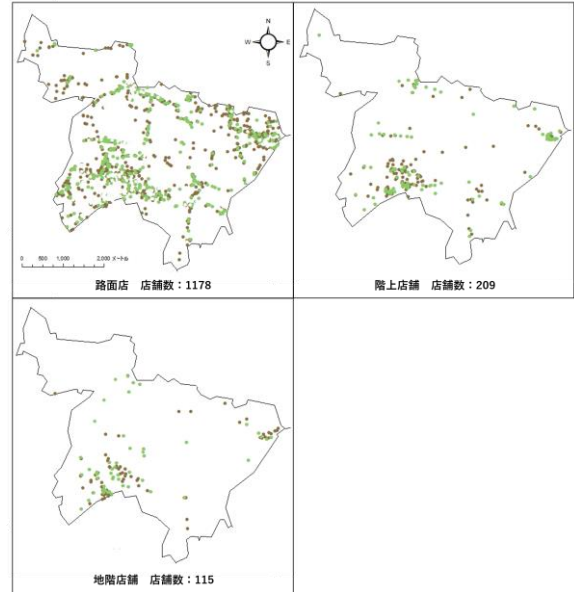 N
W E
S
0 500 1,000 2,000 メートル
路面店 店舗数：1178
階上店舗 店舗数：209
地階店舗 店舗数：115